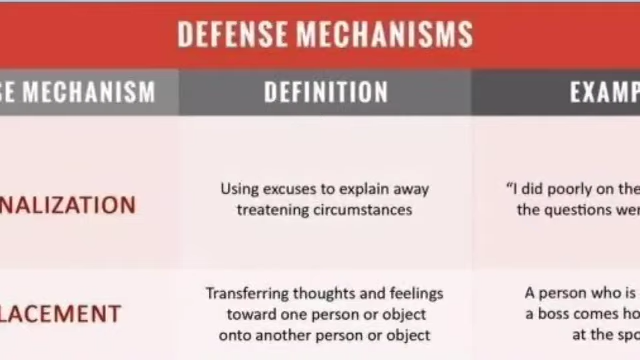 DEFENSE MECHANISMS
SE MECHANISM DEFINITION EXAMP
NALIZATION
Using excuses to explain away
treatening circumstances
"I did poorly on the
the questions wer
LACEMENT
Transferring thoughts and feelings
toward one person or object
onto another person or object
A person who is
a boss comes ho
at the spo